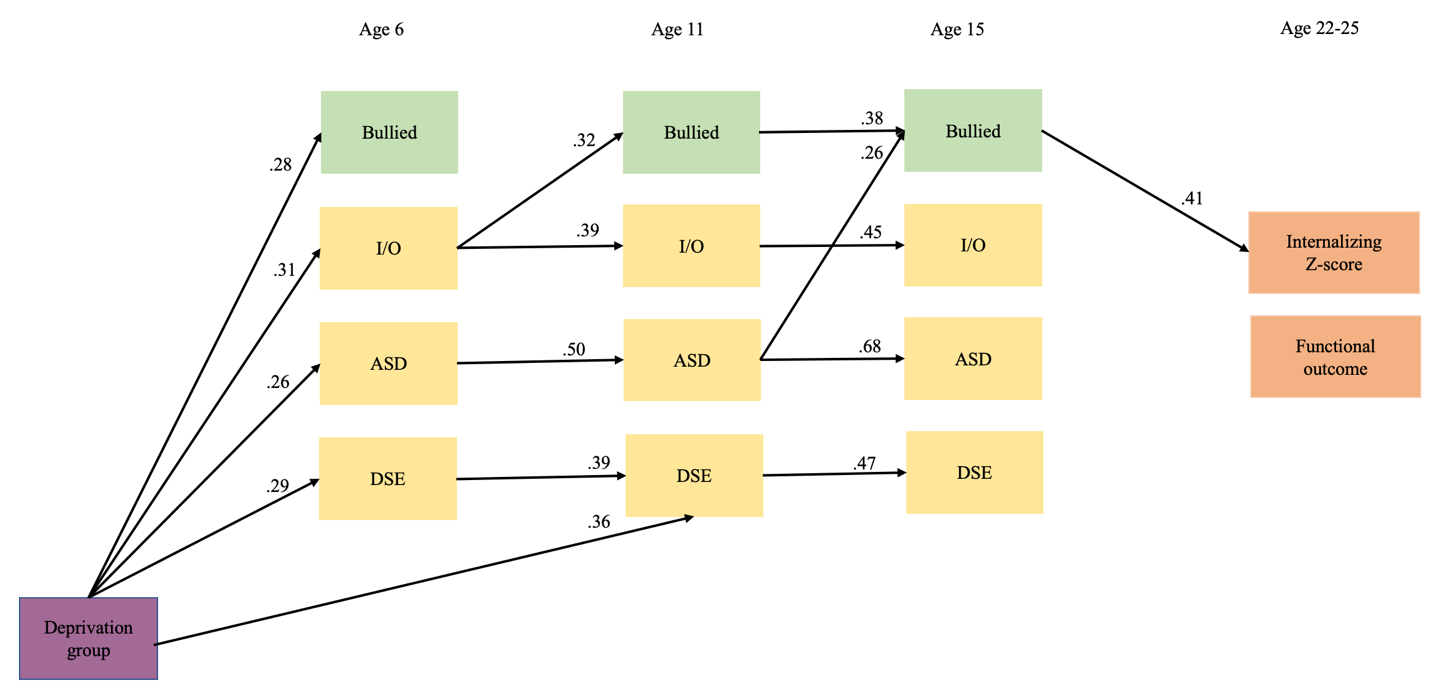 Age 6
Age 11
Age 15
Age 22-25
Bullied
Bullied
Bullied
.28
.32
.38
.26
.41
I/O
I/O
I/O
.31
.39
.45
Internalizing
Z-score
ASD
ASD
ASD
.26
.50
.68
Functional
outcome
DSE
DSE
DSE
.29
.39
.47
.36
Deprivation
group